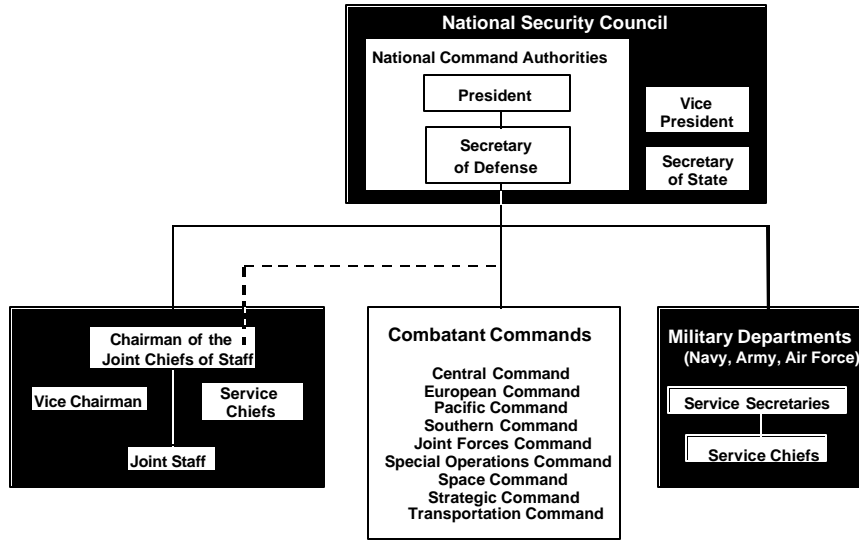 National Security Council
National Command Authorities
President
Secretary
of Defense
Vice
President
Secretary
of State
Chairman of the
Joint Chiefs of Staff
Vice Chairman
Service
Chiefs
Joint Staff
Combatant Commands
Central Command
European Command
Pacific Command
Southern Command
Joint Forces Command
Special Operations Command
Space Command
Strategic Command
Transportation Command
Military Departments
(Navy, Army, Air Force)
Service Secretaries
Service Chiefs